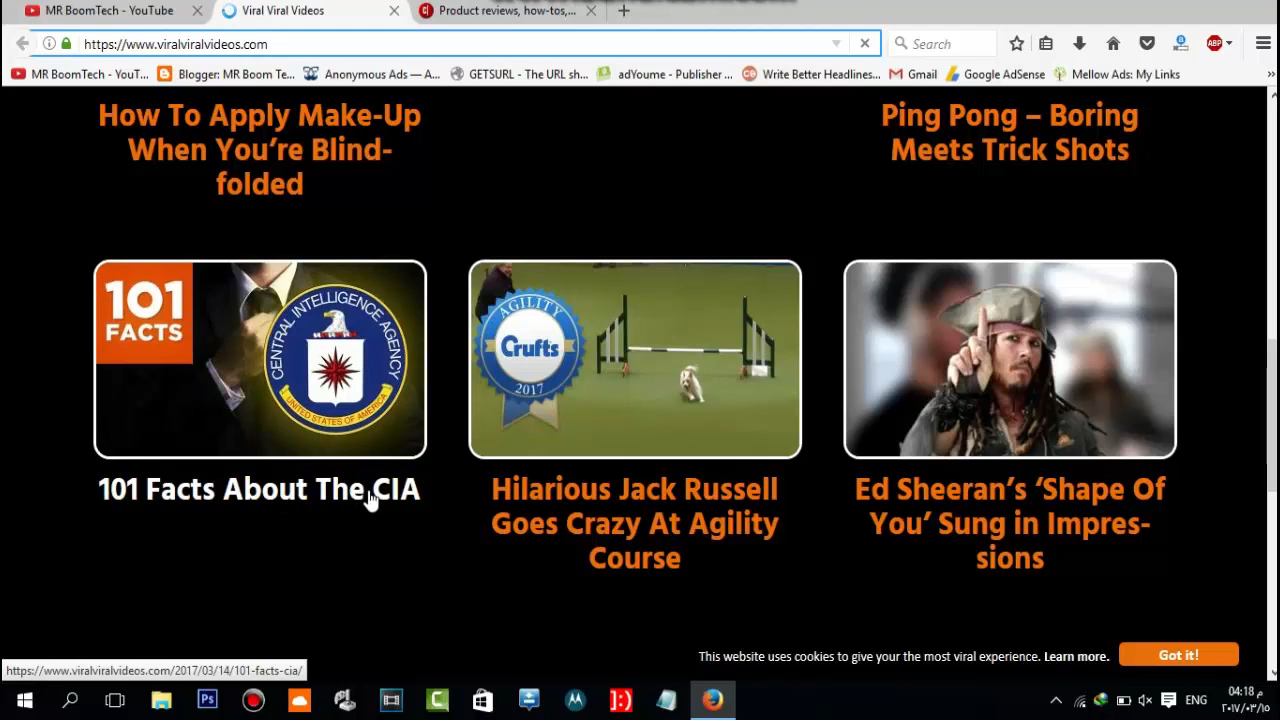 MR BoomTech - YouTube
Viral Viral Videos
Product reviews, how-tos,...
https://www.viralviralvideos.com
Search
ABP
MR BoomTech - YouT...
Blogger: MR Boom Te...
Anonymous Ads — A...
GETSURL - The URL sh...
adYoume - Publisher ...
Write Better Headlines...
Gmail
Google AdSense
Mellow Ads: My Links
How To Apply Make-Up
When You’re Blind-
folded
Ping Pong – Boring
Meets Trick Shots
101
FACTS
CENTRAL INTELLIGENCE AGENCY
UNITED STATES OF AMERICA
AGILITY
Crufts
2017
101 Facts About The CIA
Hilarious Jack Russell
Goes Crazy At Agility
Course
Ed Sheeran’s ‘Shape Of
You’ Sung in Impres-
sions
This website uses cookies to give your the most viral experience. Learn more.
Got it!
https://www.viralviralvideos.com/2017/03/14/101-facts-cia/
Ps
ENG
04:18 م
٢٠١٧/٠٣/١٥